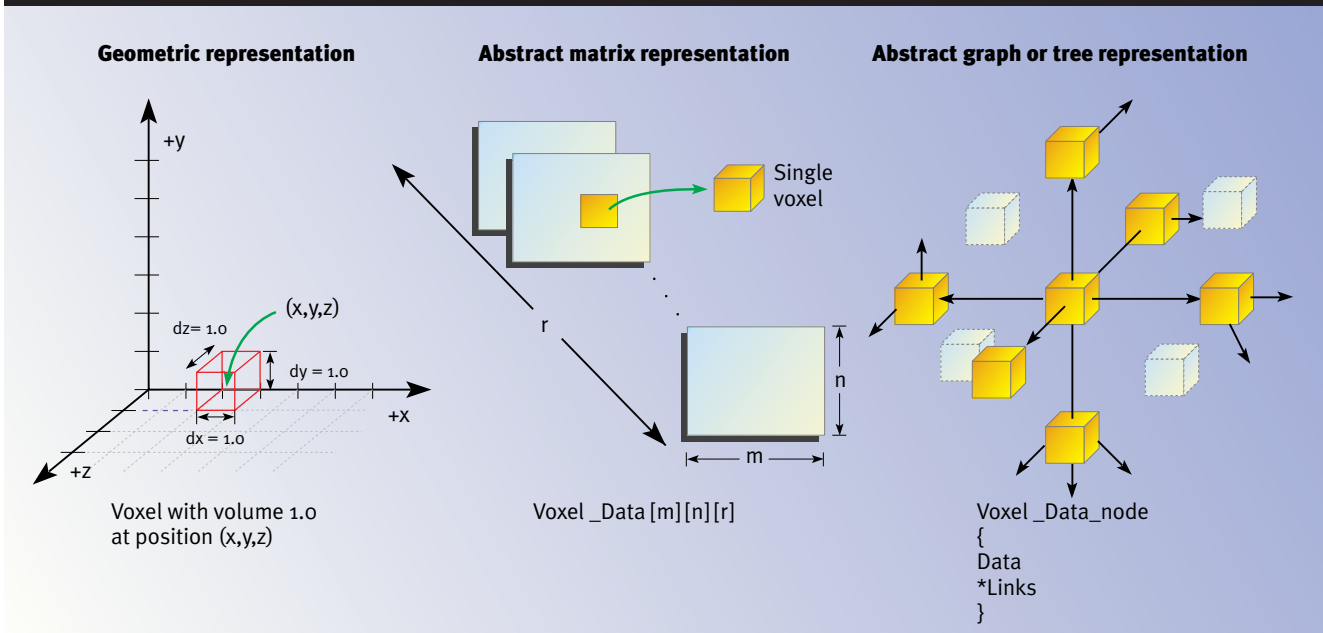 Geometric representation
+y
(x,y,z)
dz= 1.0
dy = 1.0
+x
dx = 1.0
+z
Voxel with volume 1.0
at position (x,y,z)
Abstract matrix representation
Single
voxel
r
n
m
Voxel _Data [m] [n] [r]
Abstract graph or tree representation
Voxel _Data_node
{
Data
*Links
}